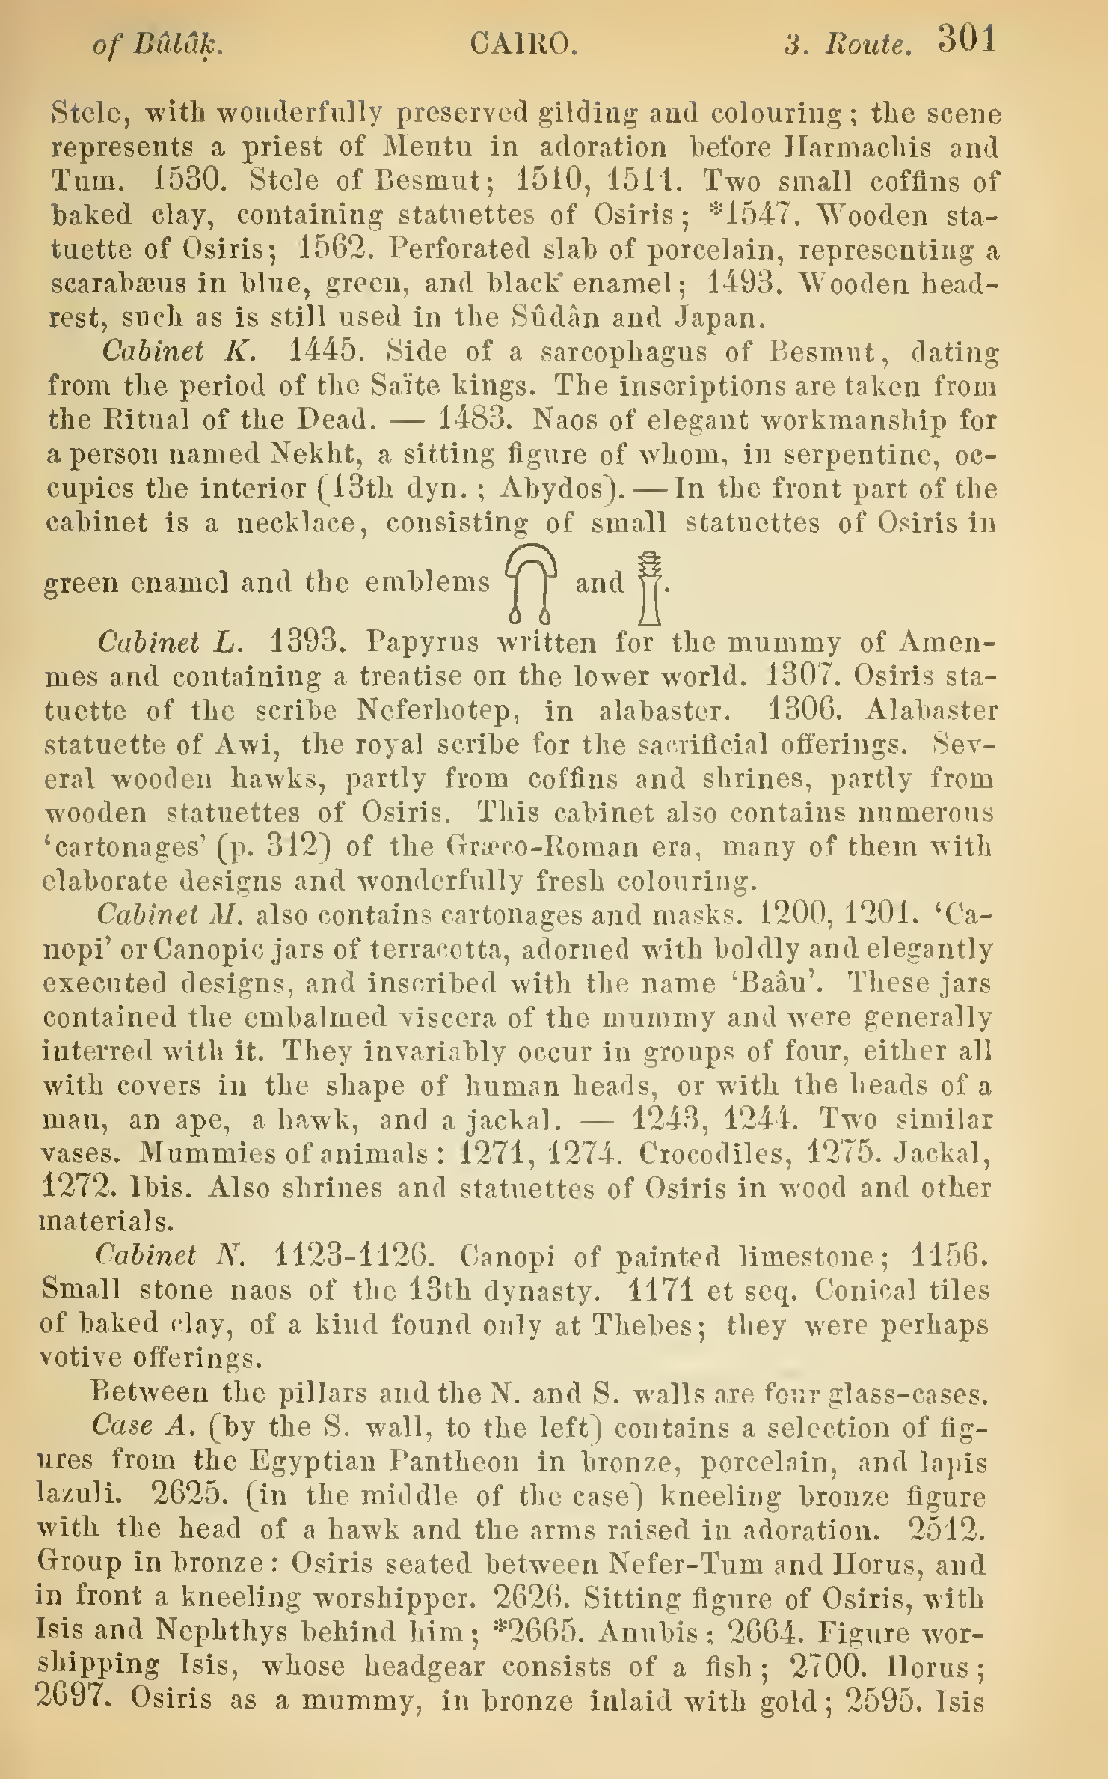 of Bûlâḳ. CAIRO. 3. Route. 301
Stele, with wonderfully preserved gilding and colouring; the scene
represents a priest of Mentu in adoration before Harmachis and
Tum. 1530. Stele of Besmut; 1510, 1511. Two small coffins of
baked clay, containing statuettes of Osiris; *1547. Wooden sta-
tuette of Osiris; 1562. Perforated slab of porcelain, representing a
scarabæus in blue, green, and black enamel; 1493. Wooden head-
rest, such as is still used in the Sûdân and Japan.
Cabinet K. 1445. Side of a sarcophagus of Besmut, dating
from the period of the Saïte kings. The inscriptions are taken from
the Ritual of the Dead. — 1483. Naos of elegant workmanship for
a person named Nekht, a sitting figure of whom, in serpentine, oc-
cupies the interior (13th dyn.; Abydos). — In the front part of the
cabinet is a necklace, consisting of small statuettes of Osiris in
green enamel and the emblems and .
Cabinet L. 1393. Papyrus written for the mummy of Amen-
mes and containing a treatise on the lower world. 1307. Osiris sta-
tuette of the scribe Neferhotep, in alabaster. 1306. Alabaster
statuette of Awi, the royal scribe for the sacrificial offerings. Sev-
eral wooden hawks, partly from coffins and shrines, partly from
wooden statuettes of Osiris. This cabinet also contains numerous
'cartonages' (p. 312) of the Græco-Roman era, many of them with
elaborate designs and wonderfully fresh colouring.
Cabinet M. also contains cartonages and masks. 1200, 1201. 'Ca-
nopi' or Canopic jars of terracotta, adorned with boldly and elegantly
executed designs, and inscribed with the name 'Baâu'. These jars
contained the embalmed viscera of the mummy and were generally
interred with it. They invariably occur in groups of four, either all
with covers in the shape of human heads, or with the heads of a
man, an ape, a hawk, and a jackal. — 1243, 1244. Two similar
vases. Mummies of animals: 1271, 1274. Crocodiles, 1275. Jackal,
1272. Ibis. Also shrines and statuettes of Osiris in wood and other
materials.
Cabinet N. 1123-1126. Canopi of painted limestone; 1156.
Small stone naos of the 13th dynasty. 1171 et seq. Conical tiles
of baked clay, of a kind found only at Thebes; they were perhaps
votive offerings.
Between the pillars and the N. and S. walls are four glass-cases.
Case A. (by the S. wall, to the left) contains a selection of fig-
ures from the Egyptian Pantheon in bronze, porcelain, and lapis
lazuli. 2625. (in the middle of the case) kneeling bronze figure
with the head of a hawk and the arms raised in adoration. 2512.
Group in bronze: Osiris seated between Nefer-Tum and Horus, and
in front a kneeling worshipper. 2626. Sitting figure of Osiris, with
Isis and Nephthys behind him; *2665. Anubis; 2664. Figure wor-
shipping Isis, whose headgear consists of a fish; 2700. Horus;
2697. Osiris as a mummy, in bronze inlaid with gold; 2595. Isis